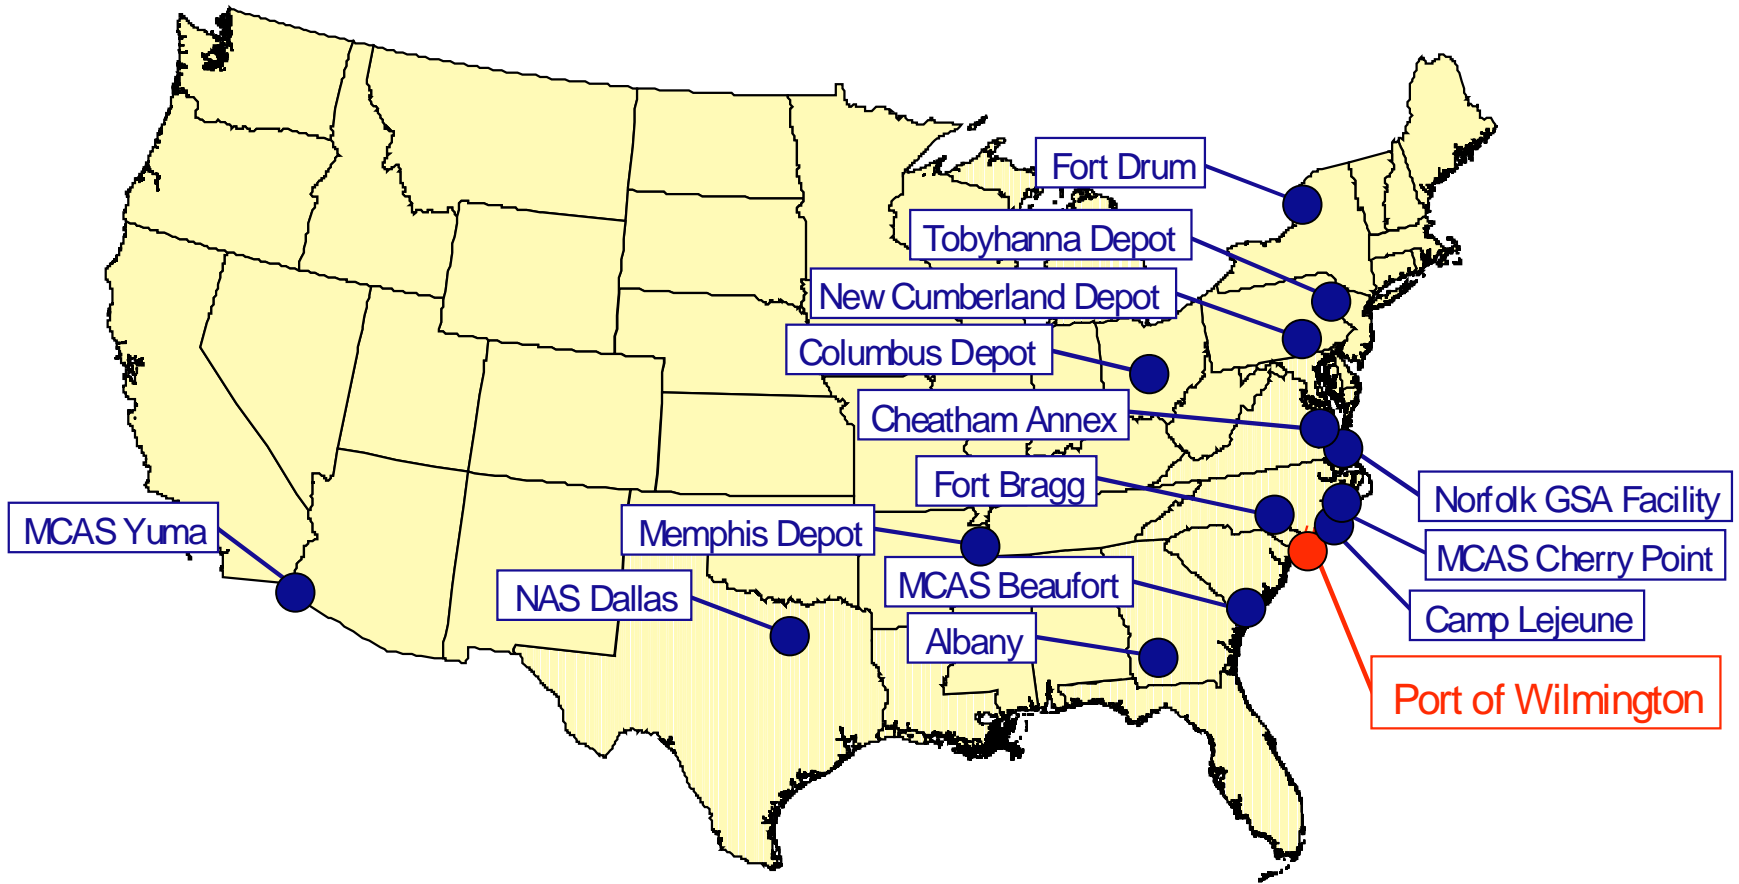 Fort Drum
Tobyhanna Depot
New Cumberland Depot
Columbus Depot
Cheatham Annex
Fort Bragg
Norfolk GSA Facility
MCAS Yuma
Memphis Depot
MCAS Cherry Point
MCAS Beaufort
NAS Dallas
Camp Lejeune
Albany
Port of Wilmington